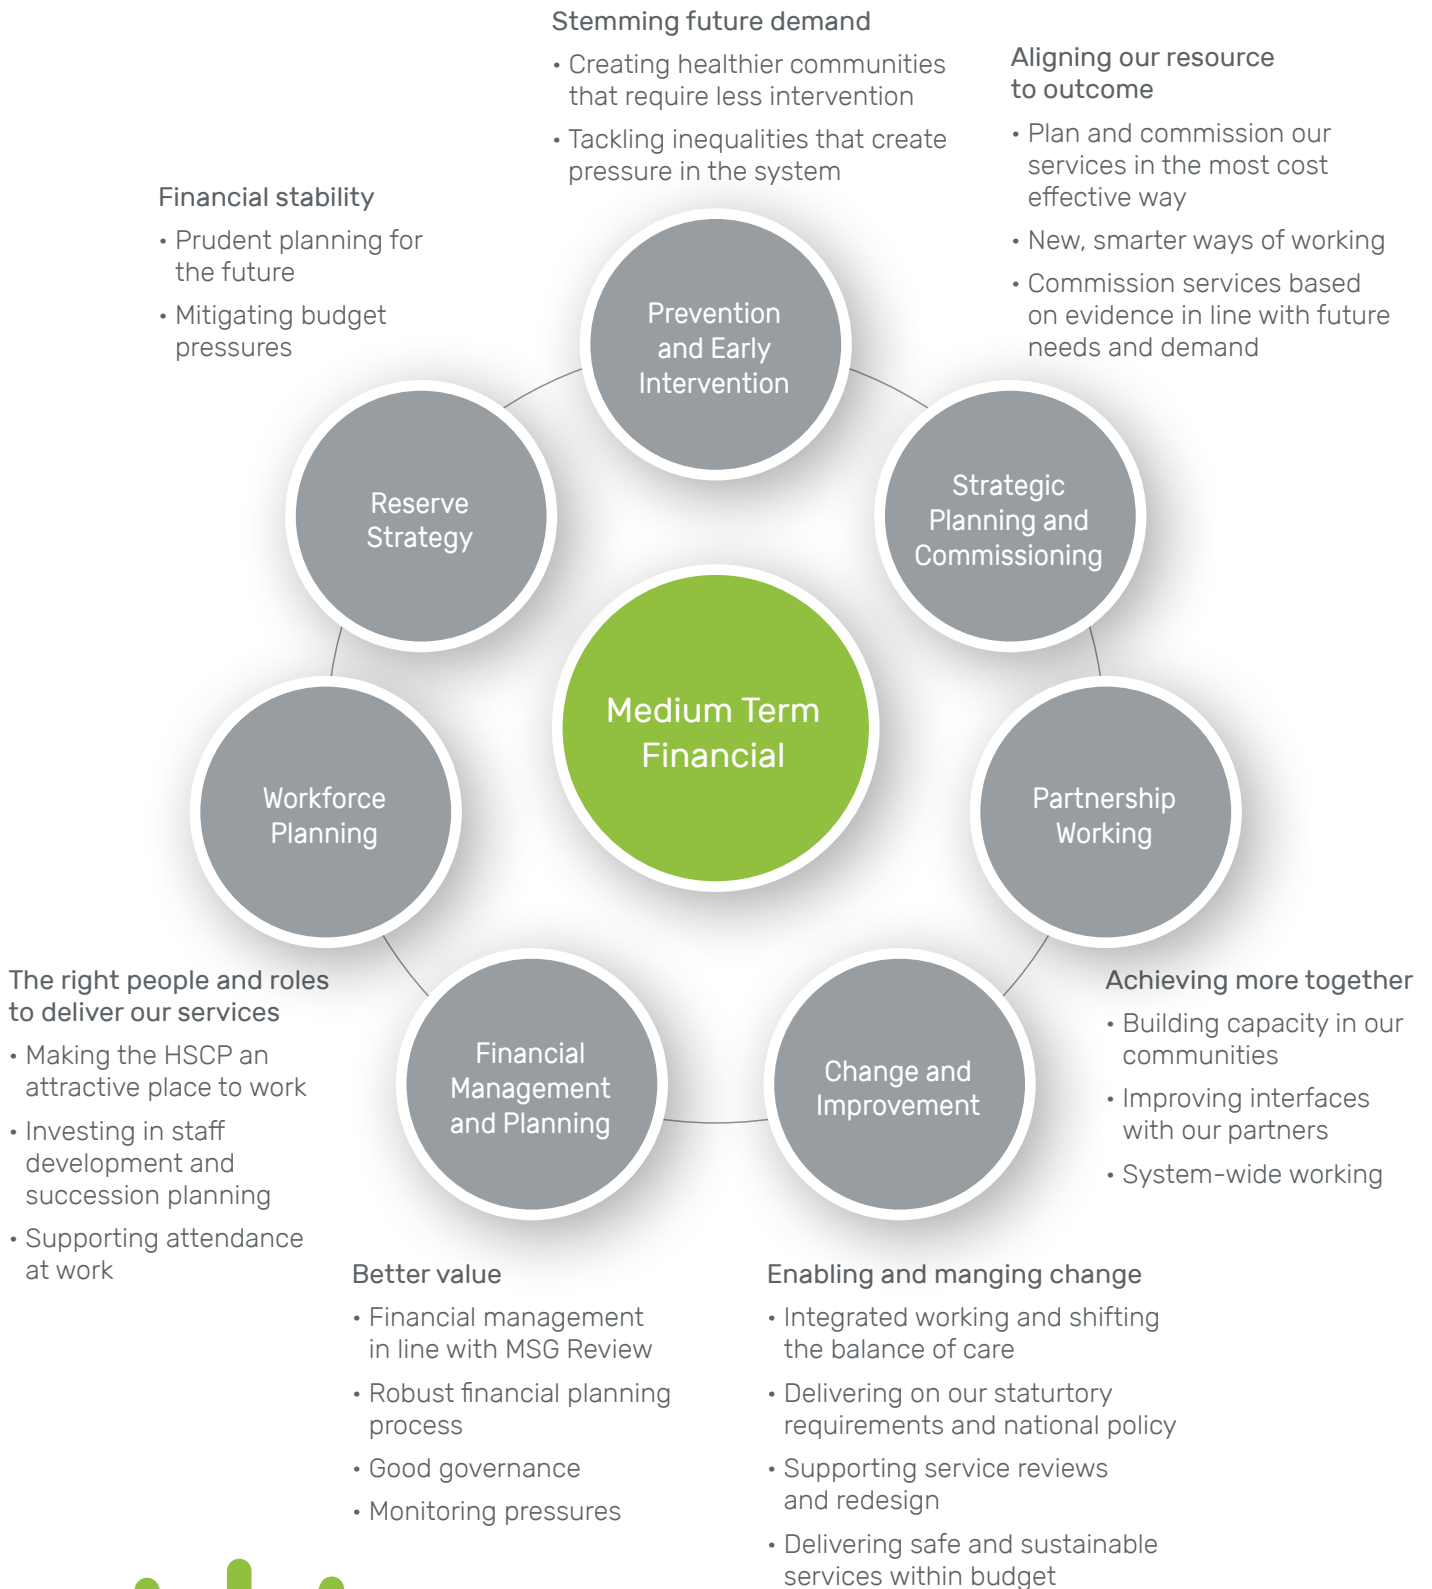 Stemming future demand
• Creating healthier communities
that require less intervention
• Tackling inequalities that create
pressure in the system
Aligning our resource
to outcome
• Plan and commission our
services in the most cost
effective way
• New, smarter ways of working
• Commission services based
on evidence in line with future
needs and demand
Financial stability
• Prudent planning for
the future
• Mitigating budget
pressures
Prevention
and Early
Intervention
Reserve
Strategy
Strategic
Planning and
Commissioning
Medium Term
Financial
Workforce
Planning
Partnership
Working
The right people and roles
to deliver our services
• Making the HSCP an
attractive place to work
• Investing in staff
development and
succession planning
• Supporting attendance
at work
Financial
Management
and Planning
Change and
Improvement
Achieving more together
• Building capacity in our
communities
• Improving interfaces
with our partners
• System-wide working
Better value
• Financial management
in line with MSG Review
• Robust financial planning
process
• Good governance
• Monitoring pressures
Enabling and manging change
• Integrated working and shifting
the balance of care
• Delivering on our staturtory
requirements and national policy
• Supporting service reviews
and redesign
• Delivering safe and sustainable
services within budget